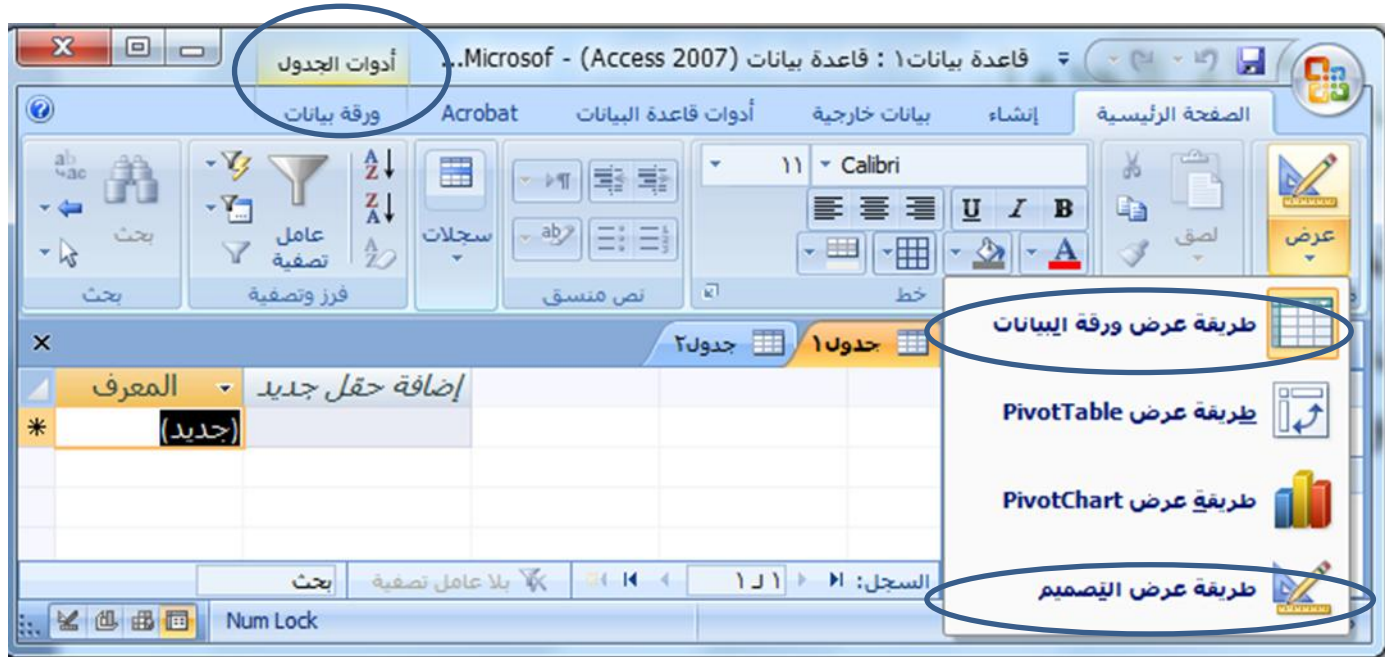 قاعدة بيانات١ : قاعدة بيانات (Access 2007) - Microsof...
أدوات الجدول
الصفحة الرئيسية
إنشاء
بيانات خارجية
أدوات قاعدة البيانات
Acrobat
ورقة بيانات
عرض
لصق
Calibri
١١
B I U
خط
نص منسق
سجلات
عامل تصفية
فرز وتصفية
بحث
بحث
طريقة عرض ورقة البيانات
طريقة عرض PivotTable
طريقة عرض PivotChart
طريقة عرض التصميم
جدول١
جدول٢
المعرف
إضافة حقل جديد
(جديد)
السجل:
١ لـ ١
بلا عامل تصفية
بحث
Num Lock